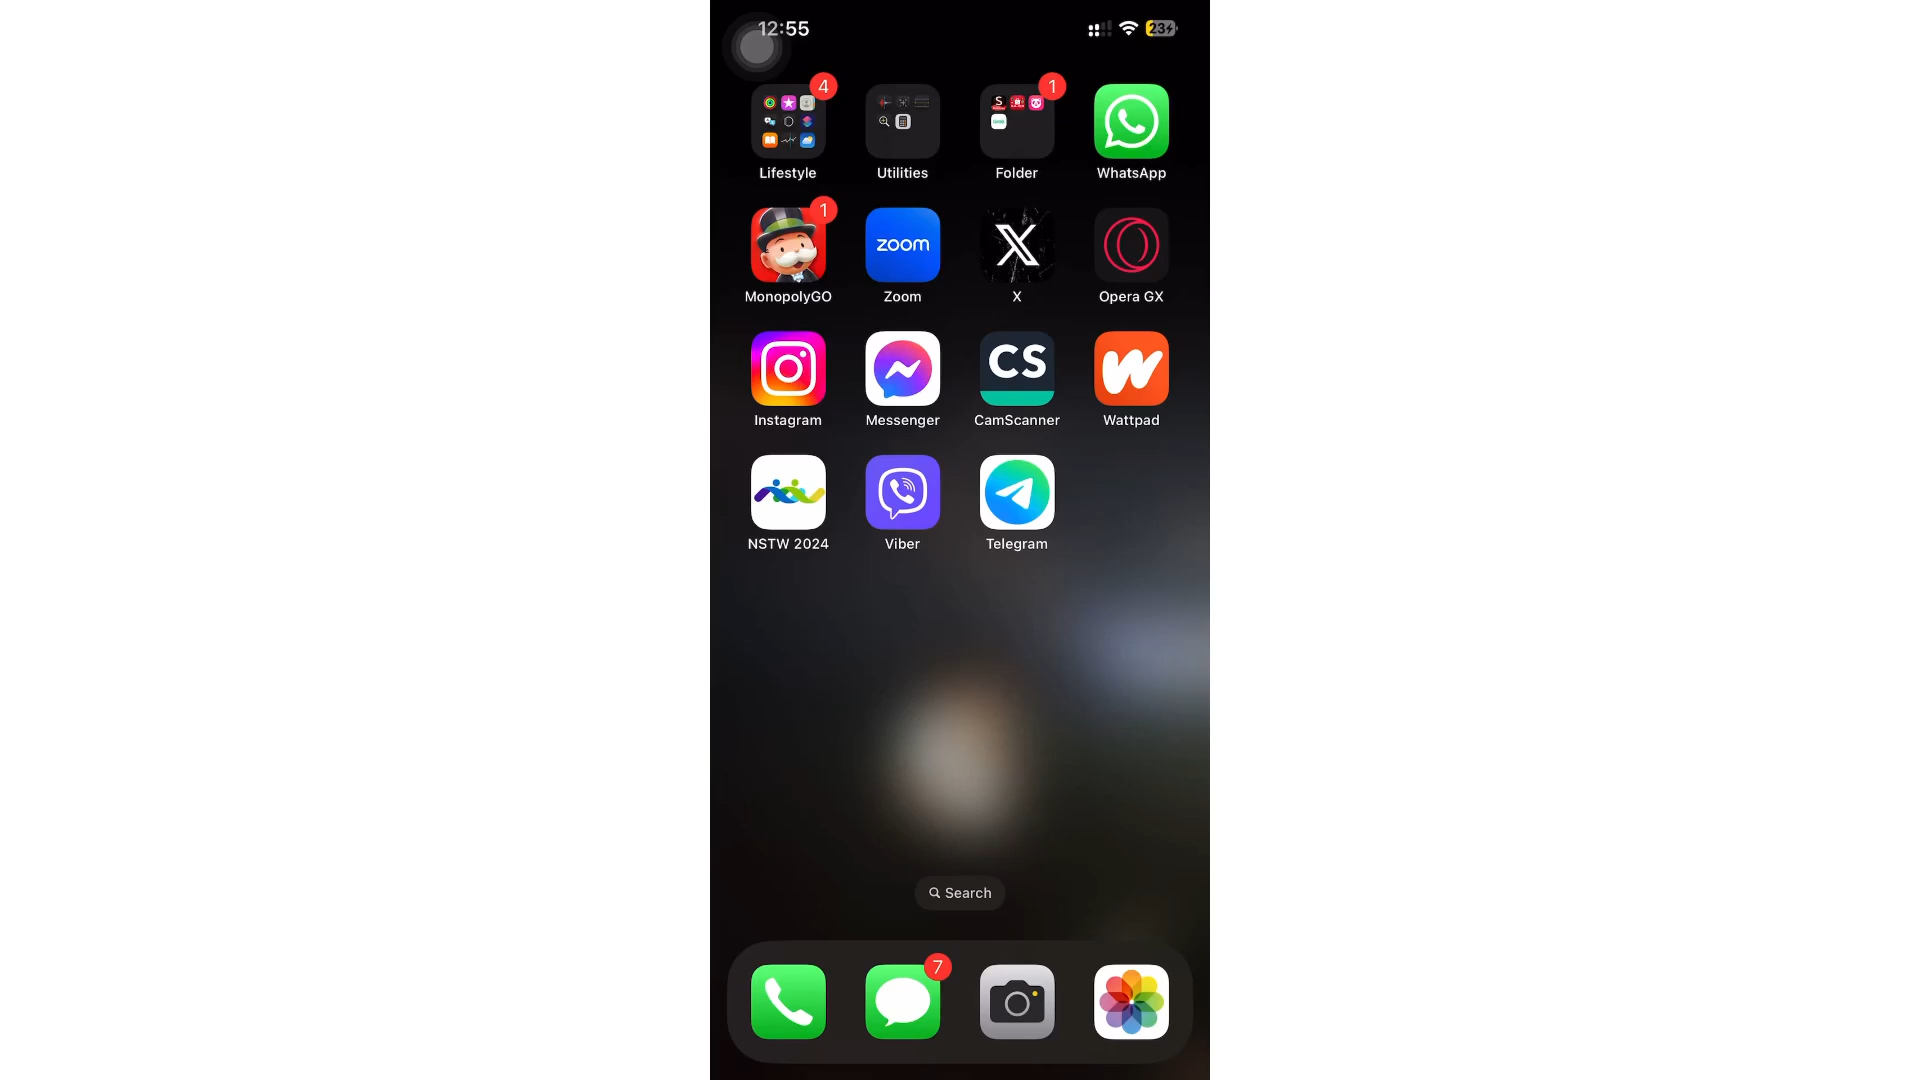 12:55
23
4
1
Lifestyle
Utilities
Folder
WhatsApp
1
zoom
MonopolyGO
Zoom
X
Opera GX
CS
Instagram
Messenger
CamScanner
Wattpad
NSTW 2024
Viber
Telegram
Search
7